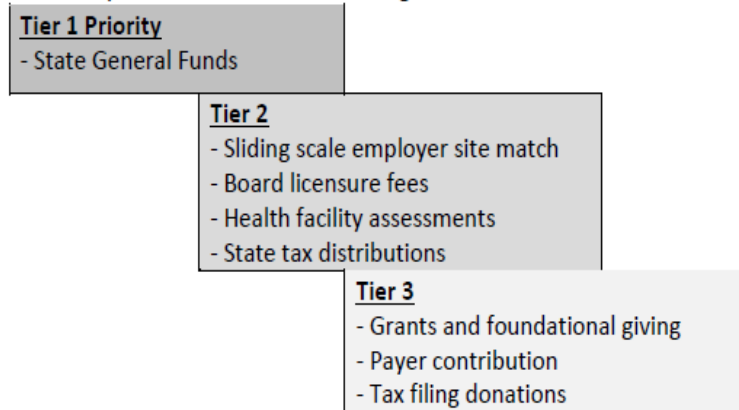 Tier 1 Priority
- State General Funds
Tier 2
- Sliding scale employer site match
- Board licensure fees
- Health facility assessments
- State tax distributions
Tier 3
- Grants and foundational giving
- Payer contribution
- Tax filing donations